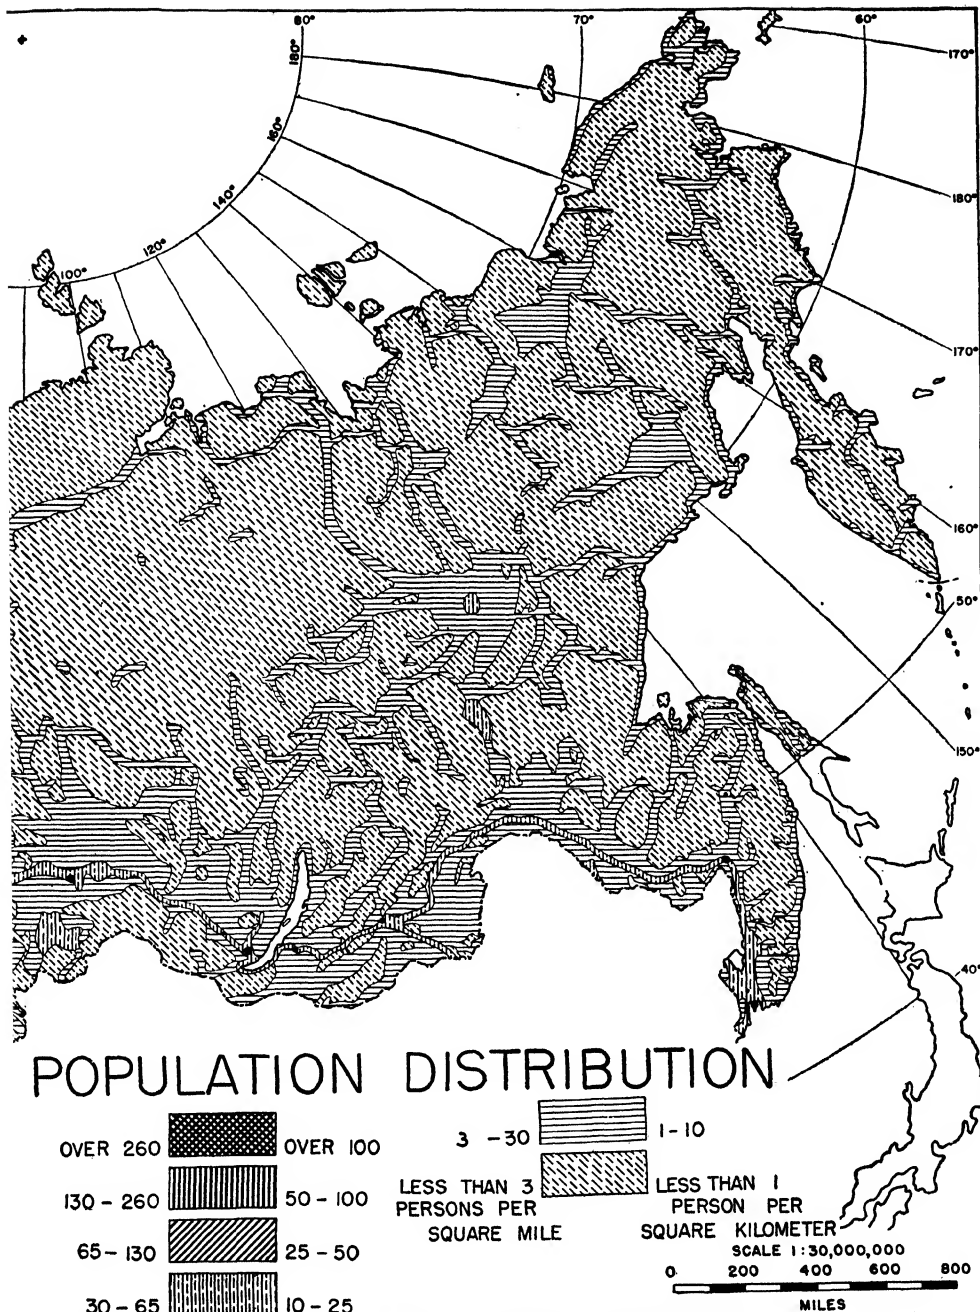 80° 70° 60°
180° 170°
160°
180°
140°
120°
100°
170°
160°
50°
150°
40°
POPULATION DISTRIBUTION
OVER 260 OVER 100
130-260 50-100
65-130 25-50
30-65 10-25
3 -30 1-10
LESS THAN 3 PERSONS PER SQUARE MILE
LESS THAN 1 PERSON PER SQUARE KILOMETER
SCALE 1:30,000,000
0 200 400 600 800
MILES